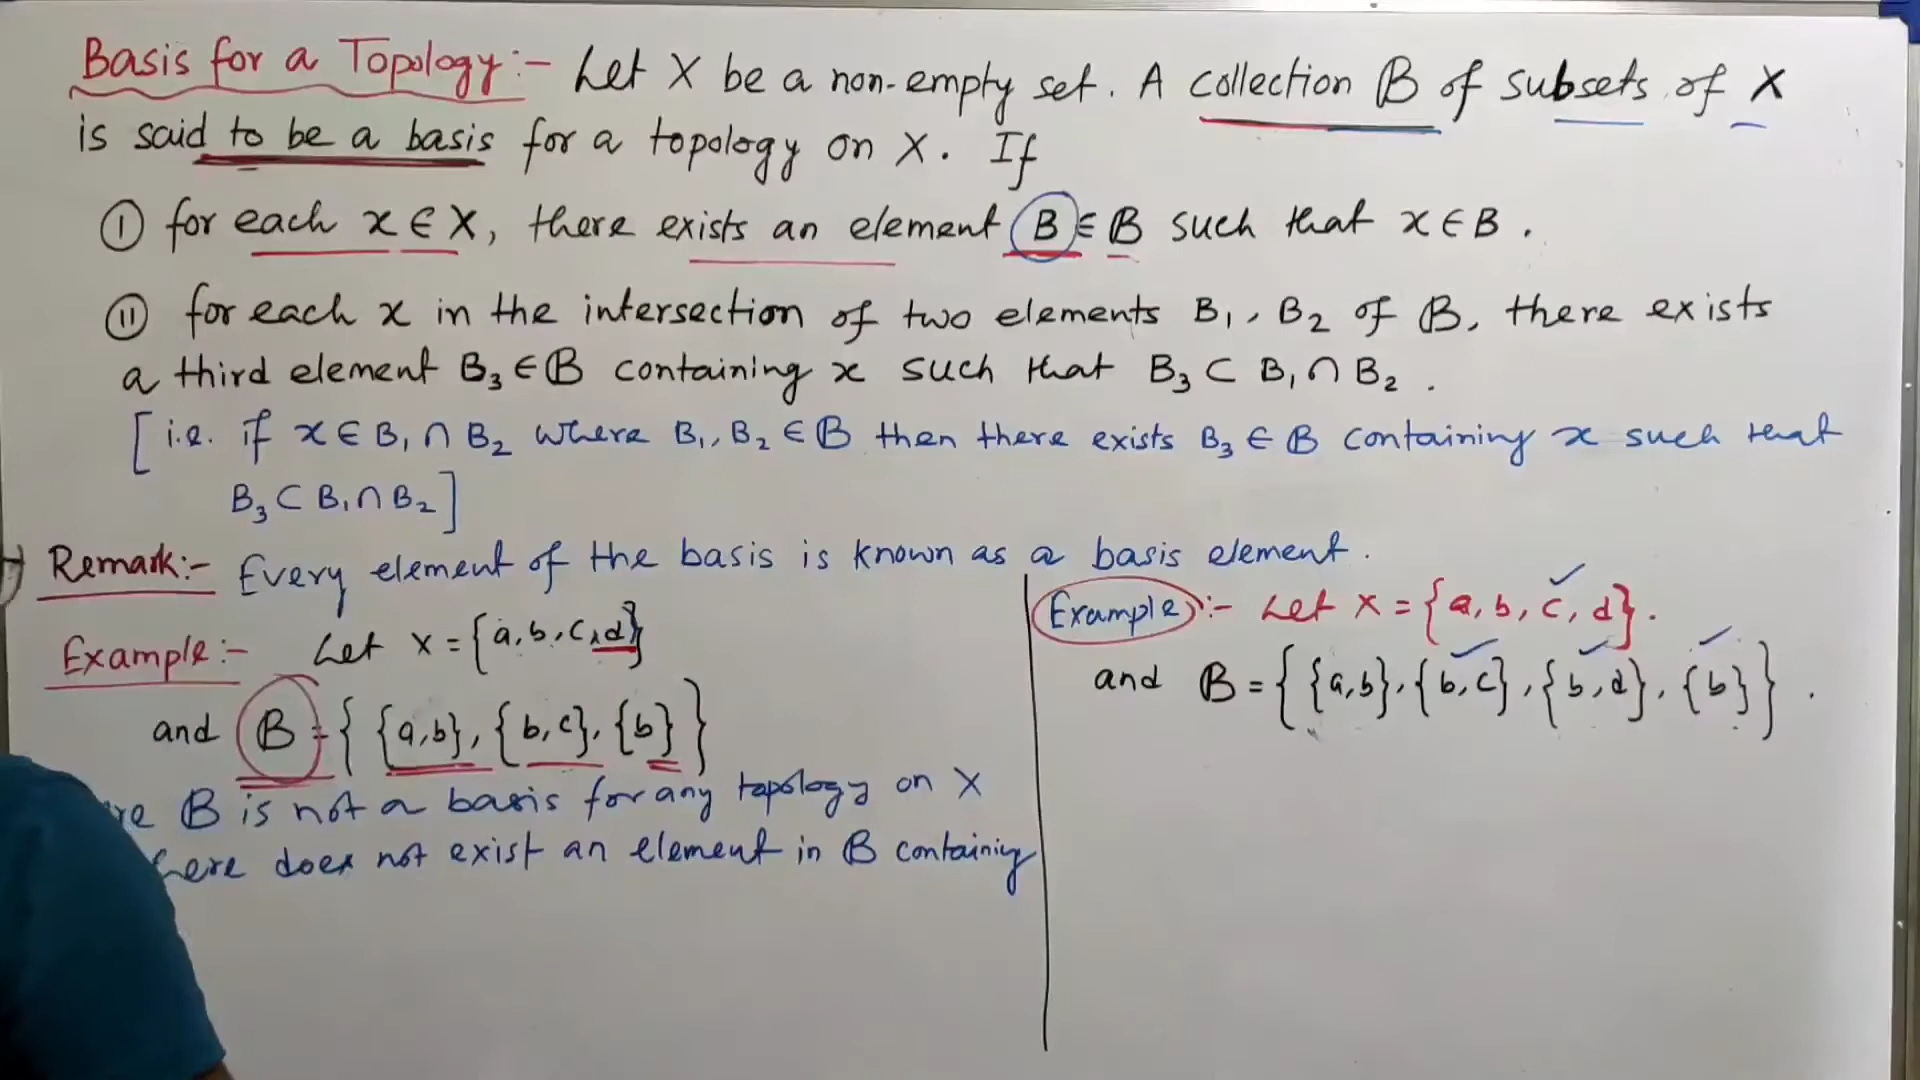 Basis for a Topology:- Let X be a non-empty set. A collection 𝔹 of subsets of X
is said to be a basis for a topology on X. If
(I) for each x ∈ X, there exists an element B ∈ 𝔹 such that x ∈ B.
(II) for each x in the intersection of two elements B₁, B₂ of 𝔹, there exists
a third element B₃ ∈ 𝔹 containing x such that B₃ ⊂ B₁ ∩ B₂.
[i.e. if x ∈ B₁ ∩ B₂ where B₁, B₂ ∈ 𝔹 then there exists B₃ ∈ 𝔹 containing x such that
B₃ ⊂ B₁ ∩ B₂]
Remark:- Every element of the basis is known as a basis element.
Example:- Let X = {a, b, c, d}
and 𝔹 = { {a,b}, {b,c}, {b} }
𝔹 is not a basis for any topology on X
does not exist an element in 𝔹 containing
Example:- Let X = {a, b, c, d}.
and 𝔹 = { {a,b}, {b,c}, {b,d}, {b} }.